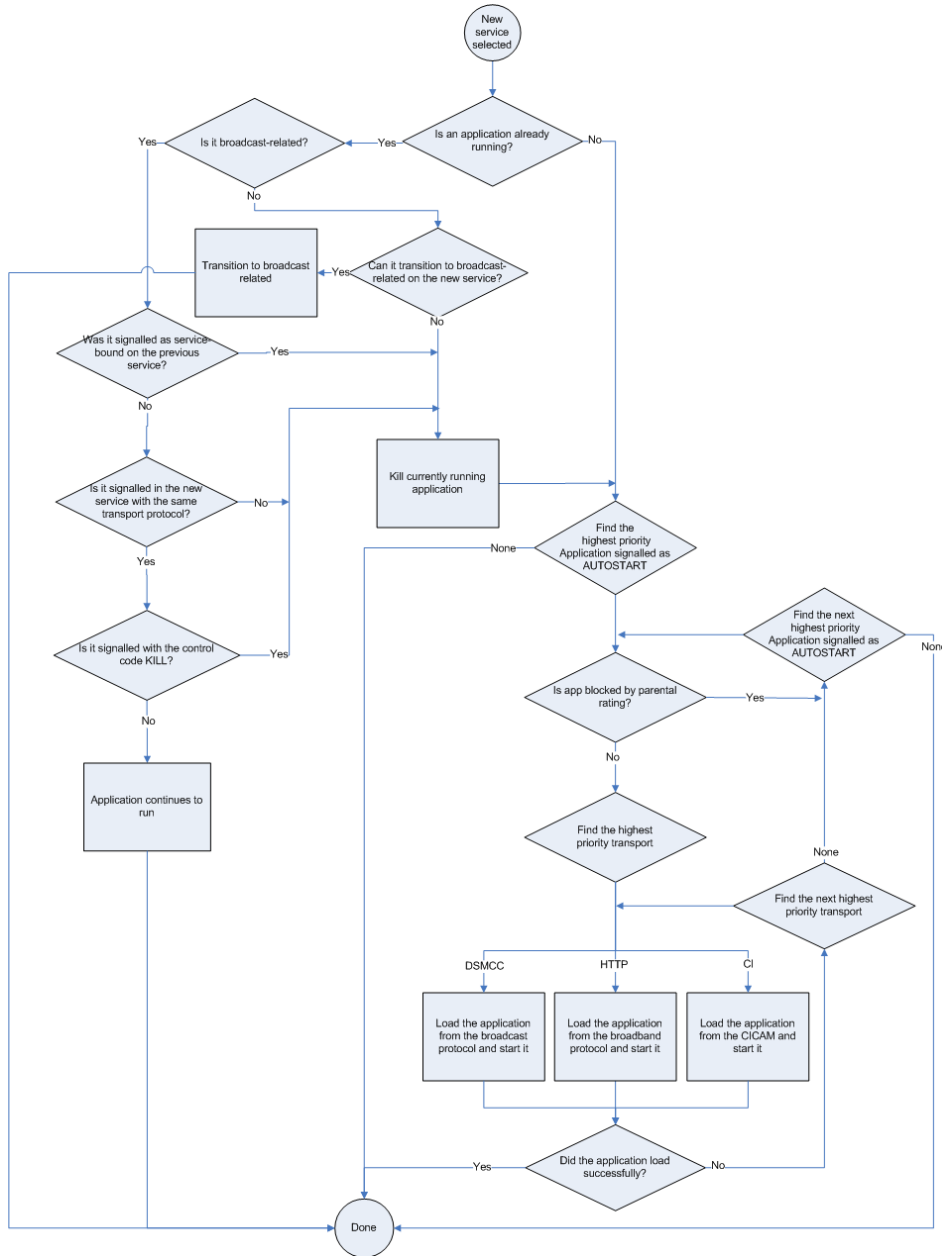 New
service
selected
Is an application already
running?
Yes
No
Is it broadcast-related?
Yes
No
Transition to broadcast
related
Yes
Can it transition to broadcast-
related on the new service?
No
Was it signalled as service-
bound on the previous
service?
Yes
No
Kill currently running
application
Is it signalled in the new
service with the same
transport protocol?
No
Yes
Find the
highest priority
Application signalled as
AUTOSTART
None
Find the next
highest priority
Application signalled as
AUTOSTART
None
Is it signalled with the control
code KILL?
Yes
No
Is app blocked by parental
rating?
Yes
No
Application continues to
run
Find the highest
priority transport
None
Find the next highest
priority transport
DSMCC
HTTP
CI
Load the application
from the broadcast
protocol and start it
Load the application
from the broadband
protocol and start it
Load the application
from the CICAM and
start it
Did the application load
successfully?
Yes
No
Done